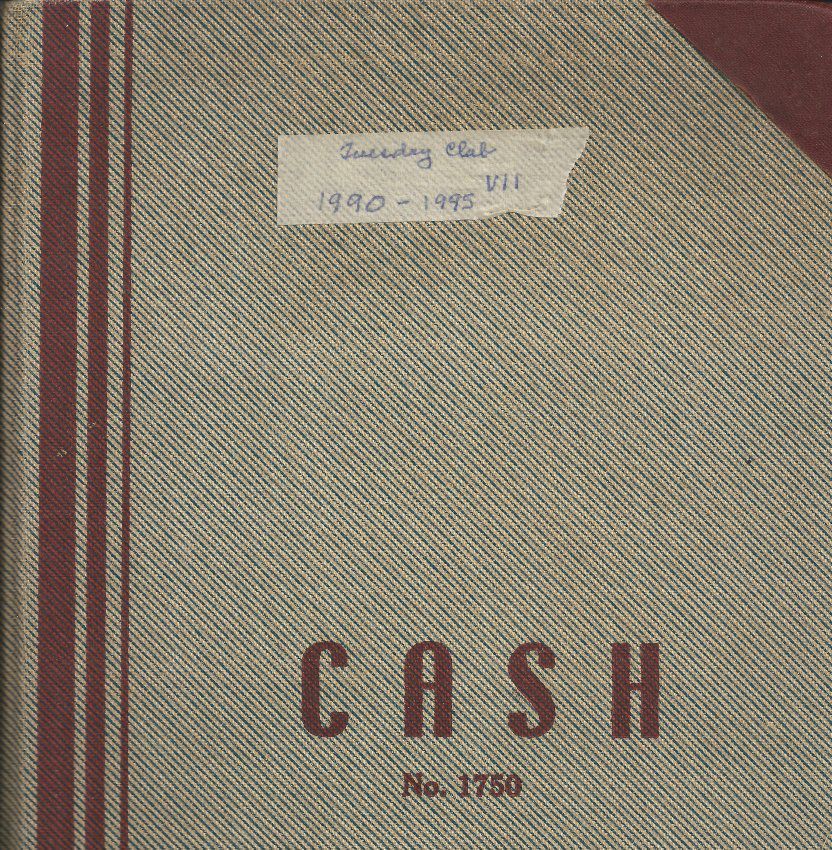 Tuesday Club
VII
1990 - 1995
CASH
No. 1750